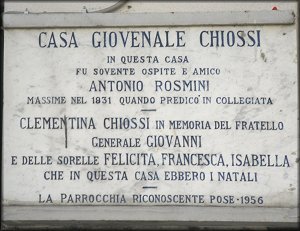 CASA GIOVENALE CHIOSSI
IN QUESTA CASA
FU SOVENTE OSPITE E AMICO
ANTONIO ROSMINI
MASSIME NEL 1831 QUANDO PREDICÒ IN COLLEGIATA
CLEMENTINA CHIOSSI IN MEMORIA DEL FRATELLO
GENERALE GIOVANNI
E DELLE SORELLE FELICITA, FRANCESCA, ISABELLA
CHE IN QUESTA CASA EBBERO I NATALI
LA PARROCCHIA RICONOSCENTE POSE-1956